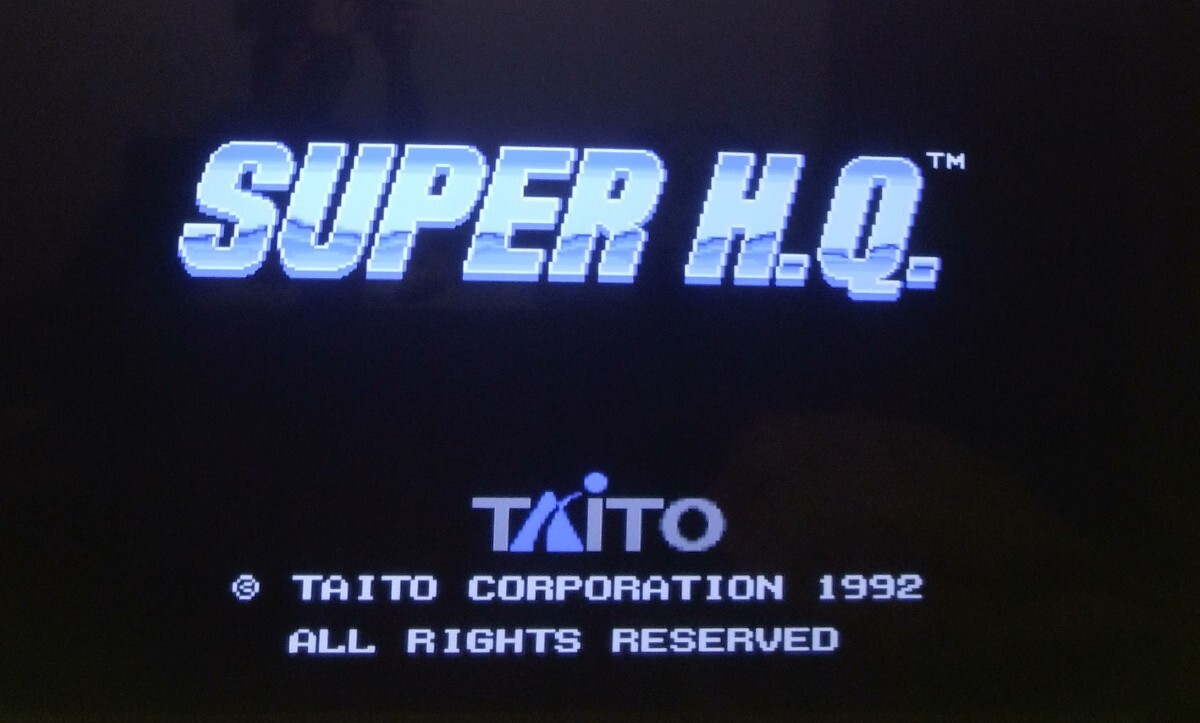 SUPER H.Q.™
TAITO
© TAITO CORPORATION 1992
ALL RIGHTS RESERVED